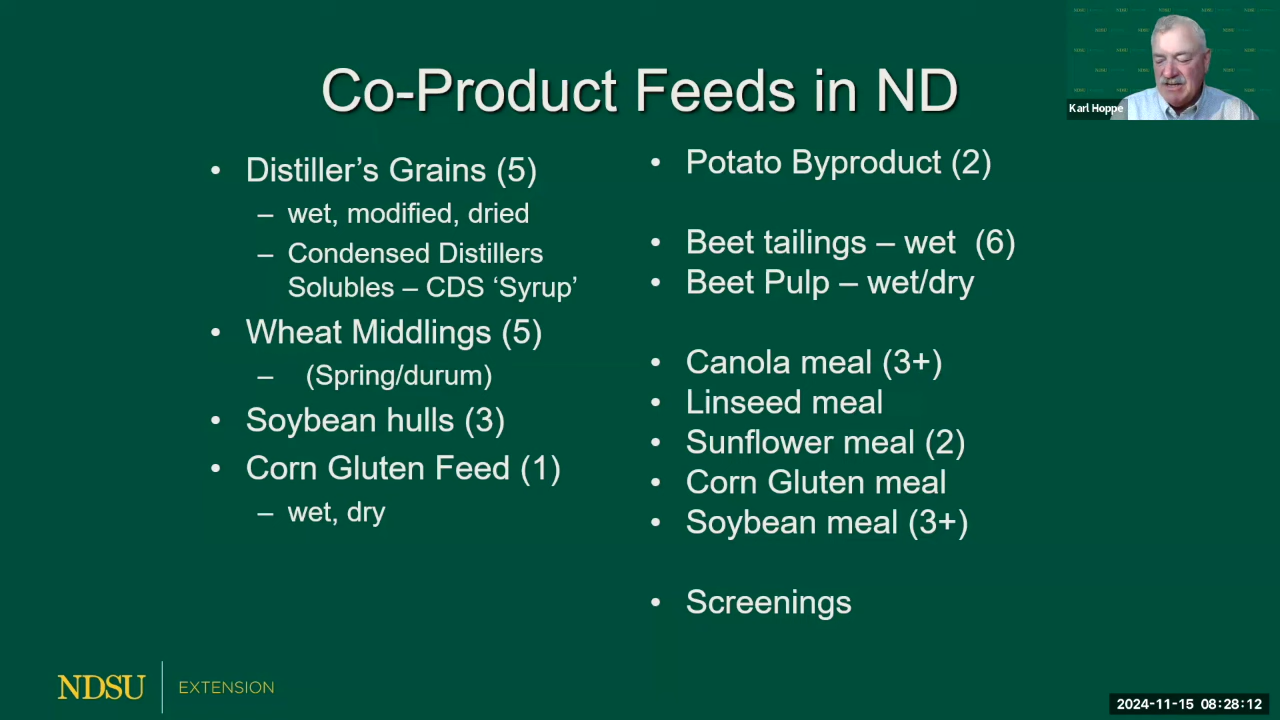 Co-Product Feeds in ND
• Distiller’s Grains (5)
– wet, modified, dried
– Condensed Distillers
Solubles – CDS ‘Syrup’
• Wheat Middlings (5)
– (Spring/durum)
• Soybean hulls (3)
• Corn Gluten Feed (1)
– wet, dry
• Potato Byproduct (2)
• Beet tailings – wet (6)
• Beet Pulp – wet/dry
• Canola meal (3+)
• Linseed meal
• Sunflower meal (2)
• Corn Gluten meal
• Soybean meal (3+)
• Screenings
Karl Hoppe
NDSU EXTENSION
2024-11-15 08:28:12